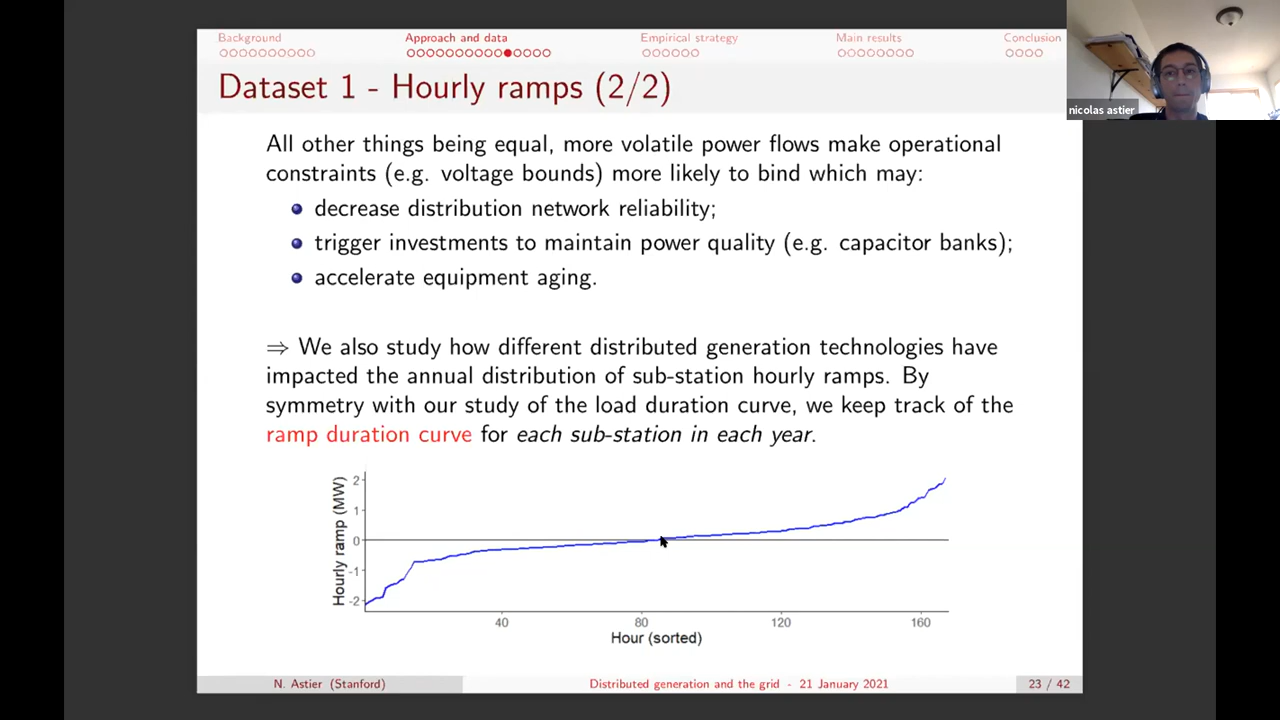 Background
Approach and data
Empirical strategy
Main results
Conclusion
nicolas astier
Dataset 1 - Hourly ramps (2/2)
All other things being equal, more volatile power flows make operational
constraints (e.g. voltage bounds) more likely to bind which may:
decrease distribution network reliability;
trigger investments to maintain power quality (e.g. capacitor banks);
accelerate equipment aging.
⇒ We also study how different distributed generation technologies have
impacted the annual distribution of sub-station hourly ramps. By
symmetry with our study of the load duration curve, we keep track of the
ramp duration curve for each sub-station in each year.
Hourly ramp (MW)
2
1
0
-1
-2
40
80
120
160
Hour (sorted)
N. Astier (Stanford)
Distributed generation and the grid - 21 January 2021
23 / 42